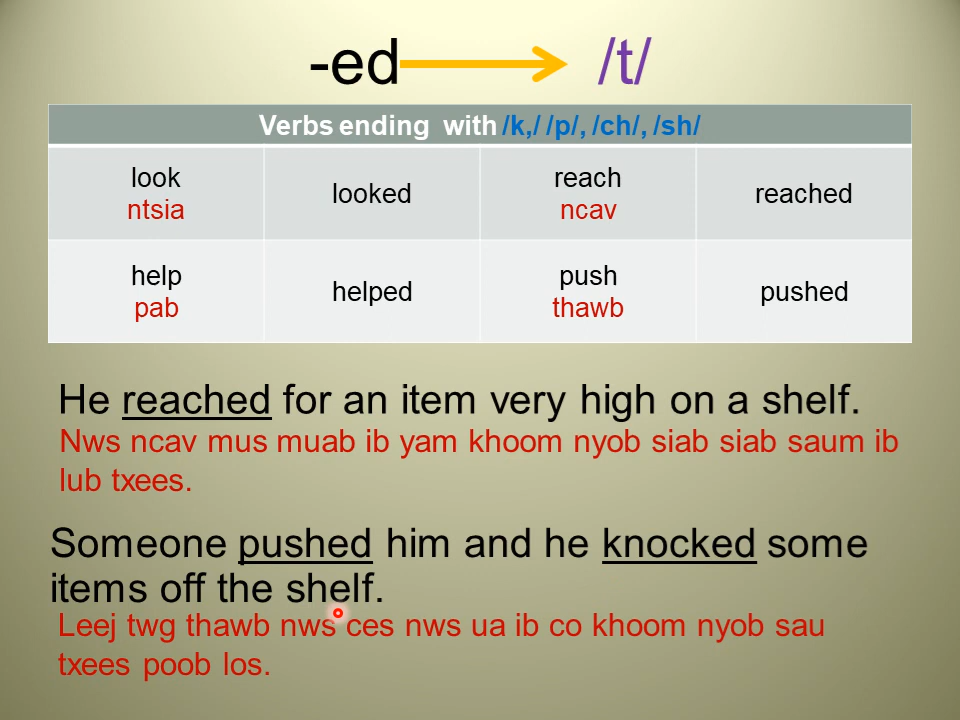 -ed /t/
Verbs ending with /k,/ /p/, /ch/, /sh/
look
ntsia
looked
reach
ncav
reached
help
pab
helped
push
thawb
pushed
He reached for an item very high on a shelf.
Nws ncav mus muab ib yam khoom nyob siab siab saum ib
lub txees.
Someone pushed him and he knocked some
items off the shelf.
Leej twg thawb nws ces nws ua ib co khoom nyob sau
txees poob los.